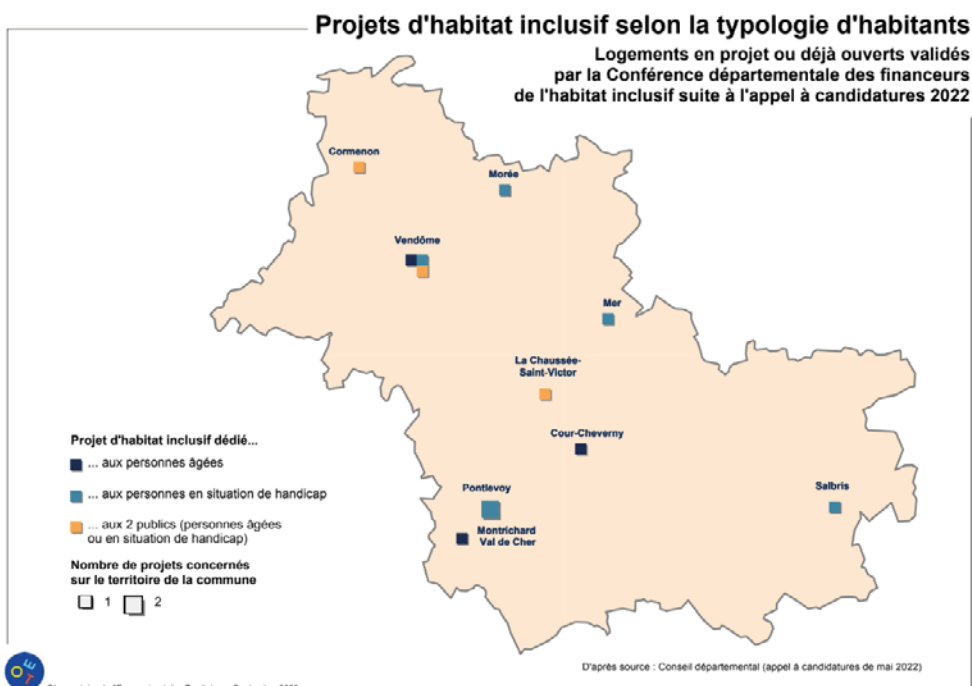 Projets d'habitat inclusif selon la typologie d'habitants
Logements en projet ou déjà ouverts validés
par la Conférence départementale des financeurs
de l'habitat inclusif suite à l'appel à candidatures 2022
Cormenon
Morée
Vendôme
Mer
La Chaussée-
Saint-Victor
Cour-Cheverny
Pontlevoy
Salbris
Montrichard
Val de Cher
Projet d'habitat inclusif dédié...
... aux personnes âgées
... aux personnes en situation de handicap
... aux 2 publics (personnes âgées
ou en situation de handicap)
Nombre de projets concernés
sur le territoire de la commune
1 2
D'après source : Conseil départemental (appel à candidatures de mai 2022)
OET